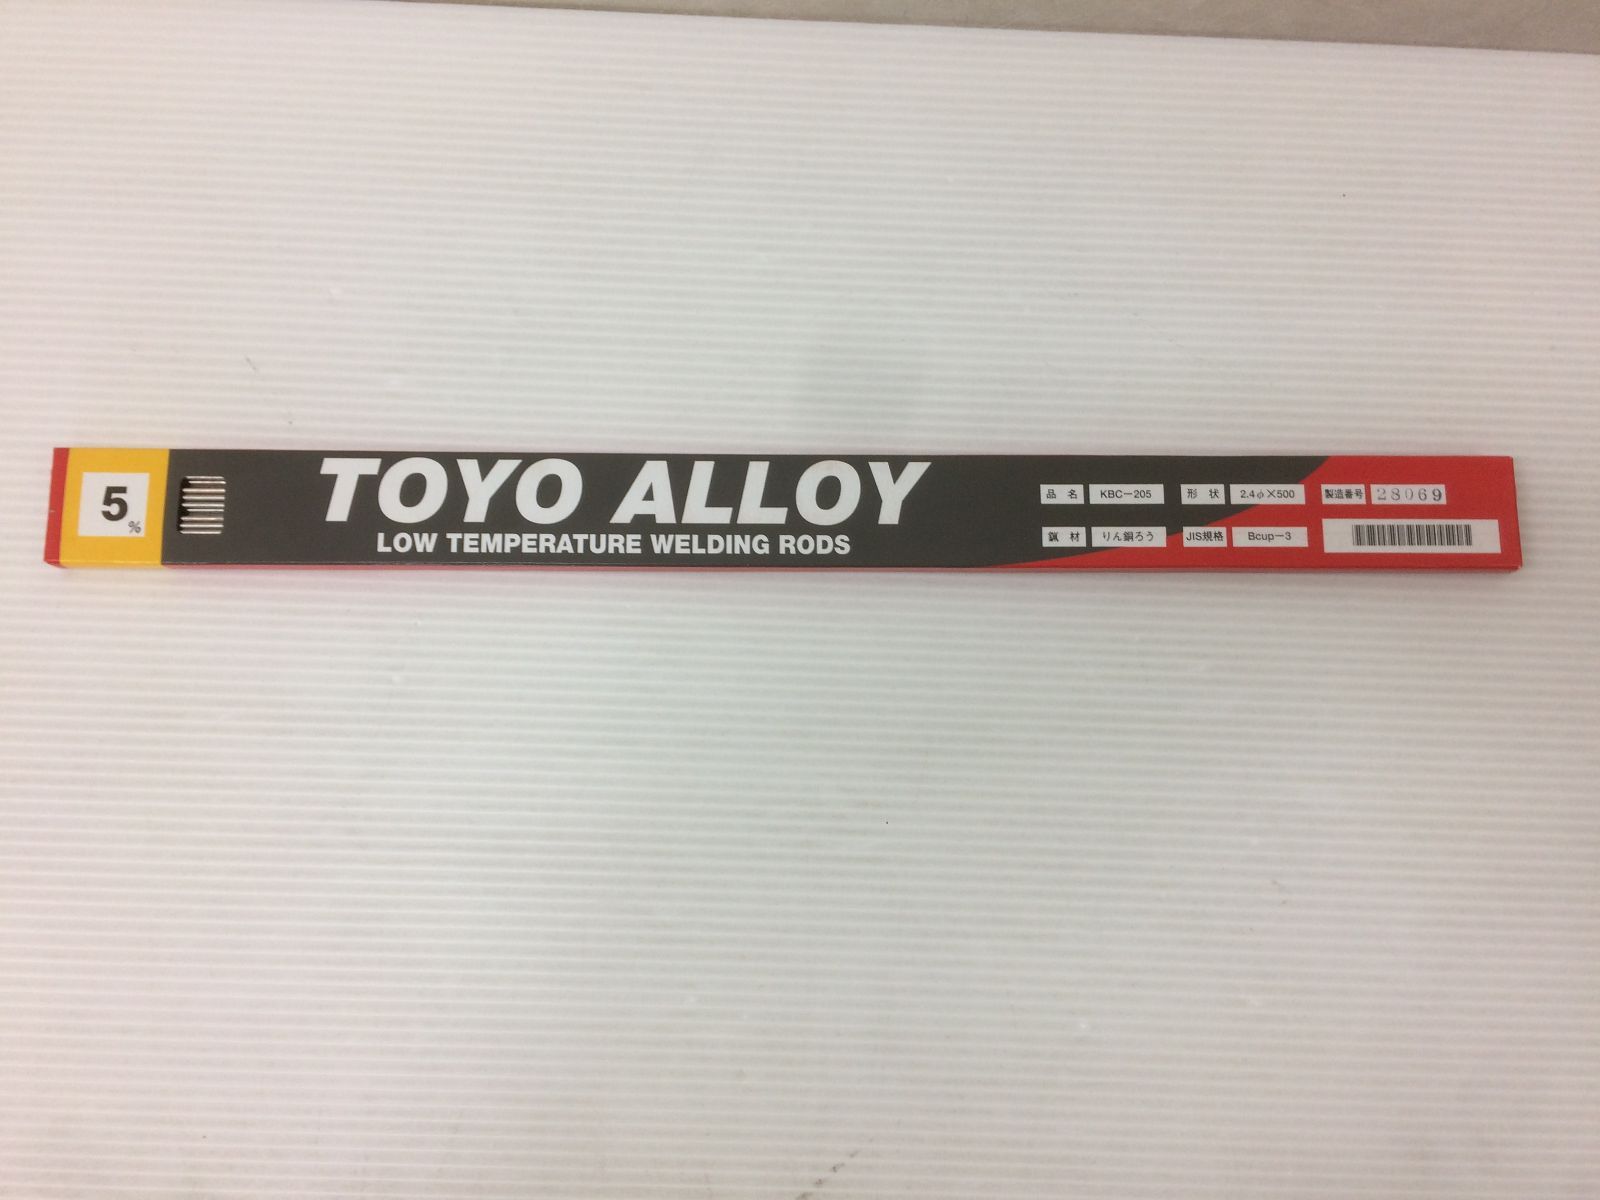 5%
TOYO ALLOY
LOW TEMPERATURE WELDING RODS
品 名 KBC-205 形 状 2.4φ×500 製造番号 28069
鑞 材 りん銅ろう JIS規格 Bcup-3